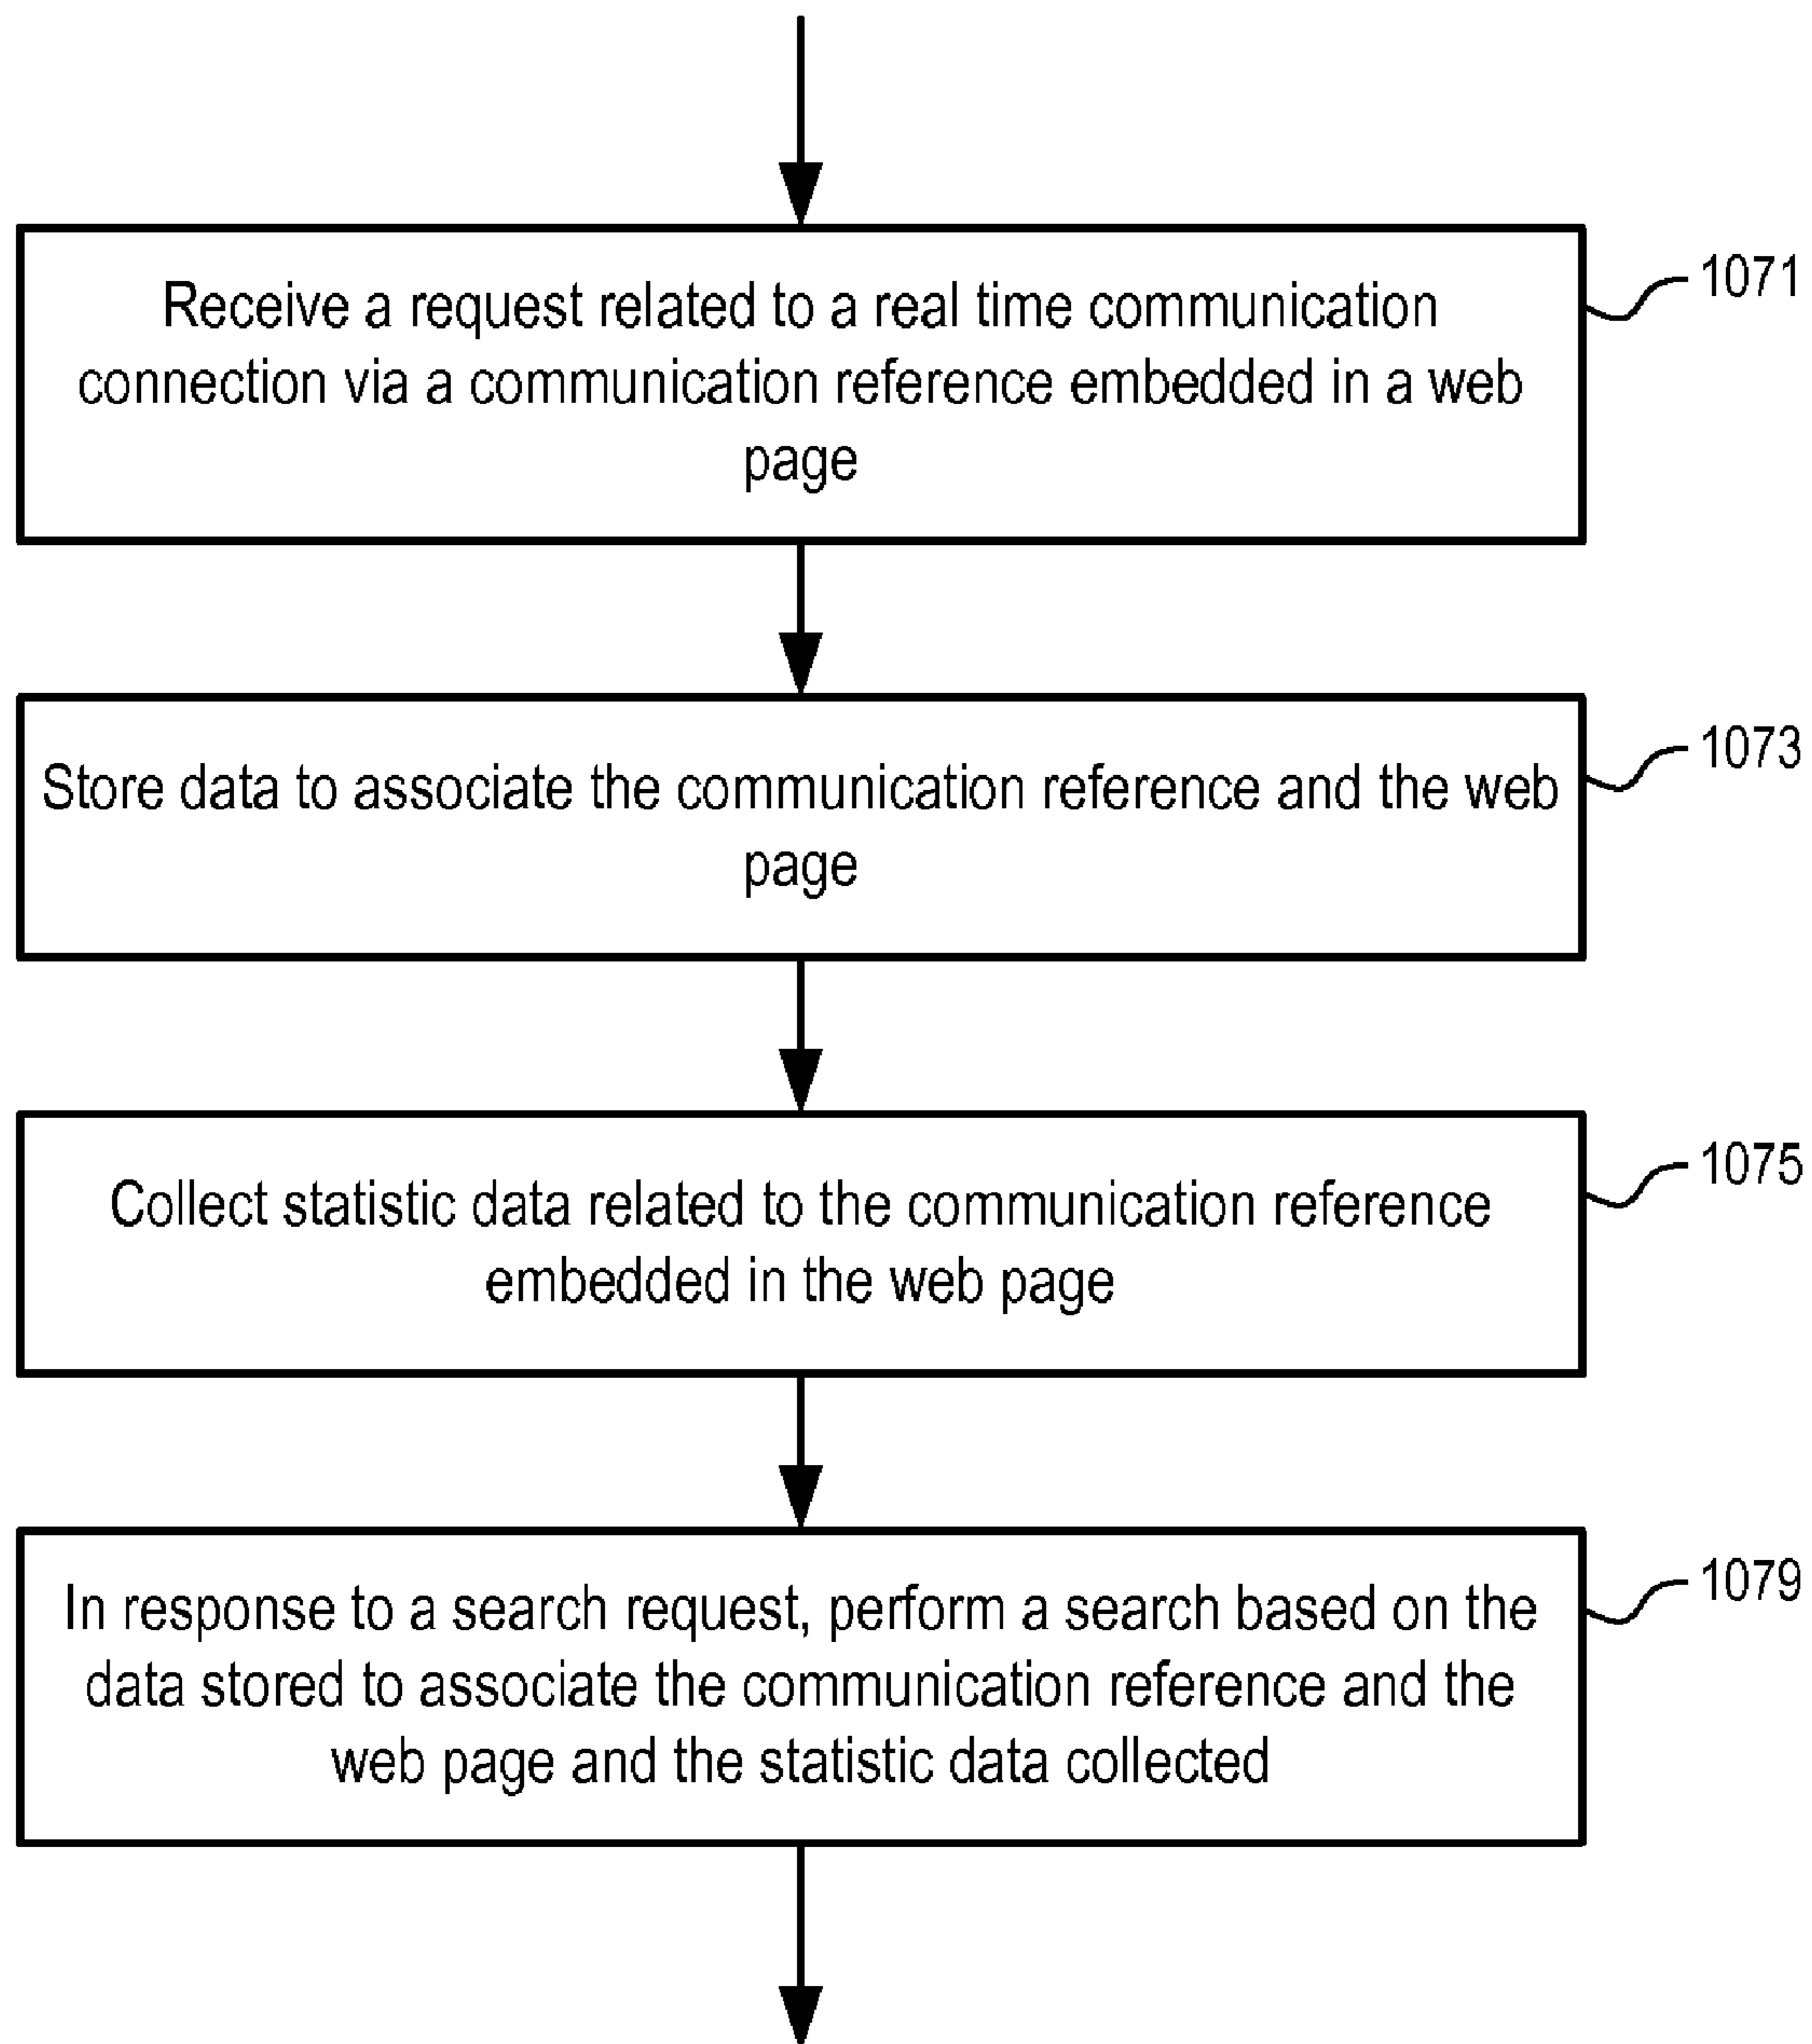 Receive a request related to a real time communication
connection via a communication reference embedded in a web
page
1071
Store data to associate the communication reference and the web
page
1073
Collect statistic data related to the communication reference
embedded in the web page
1075
In response to a search request, perform a search based on the
data stored to associate the communication reference and the
web page and the statistic data collected
1079